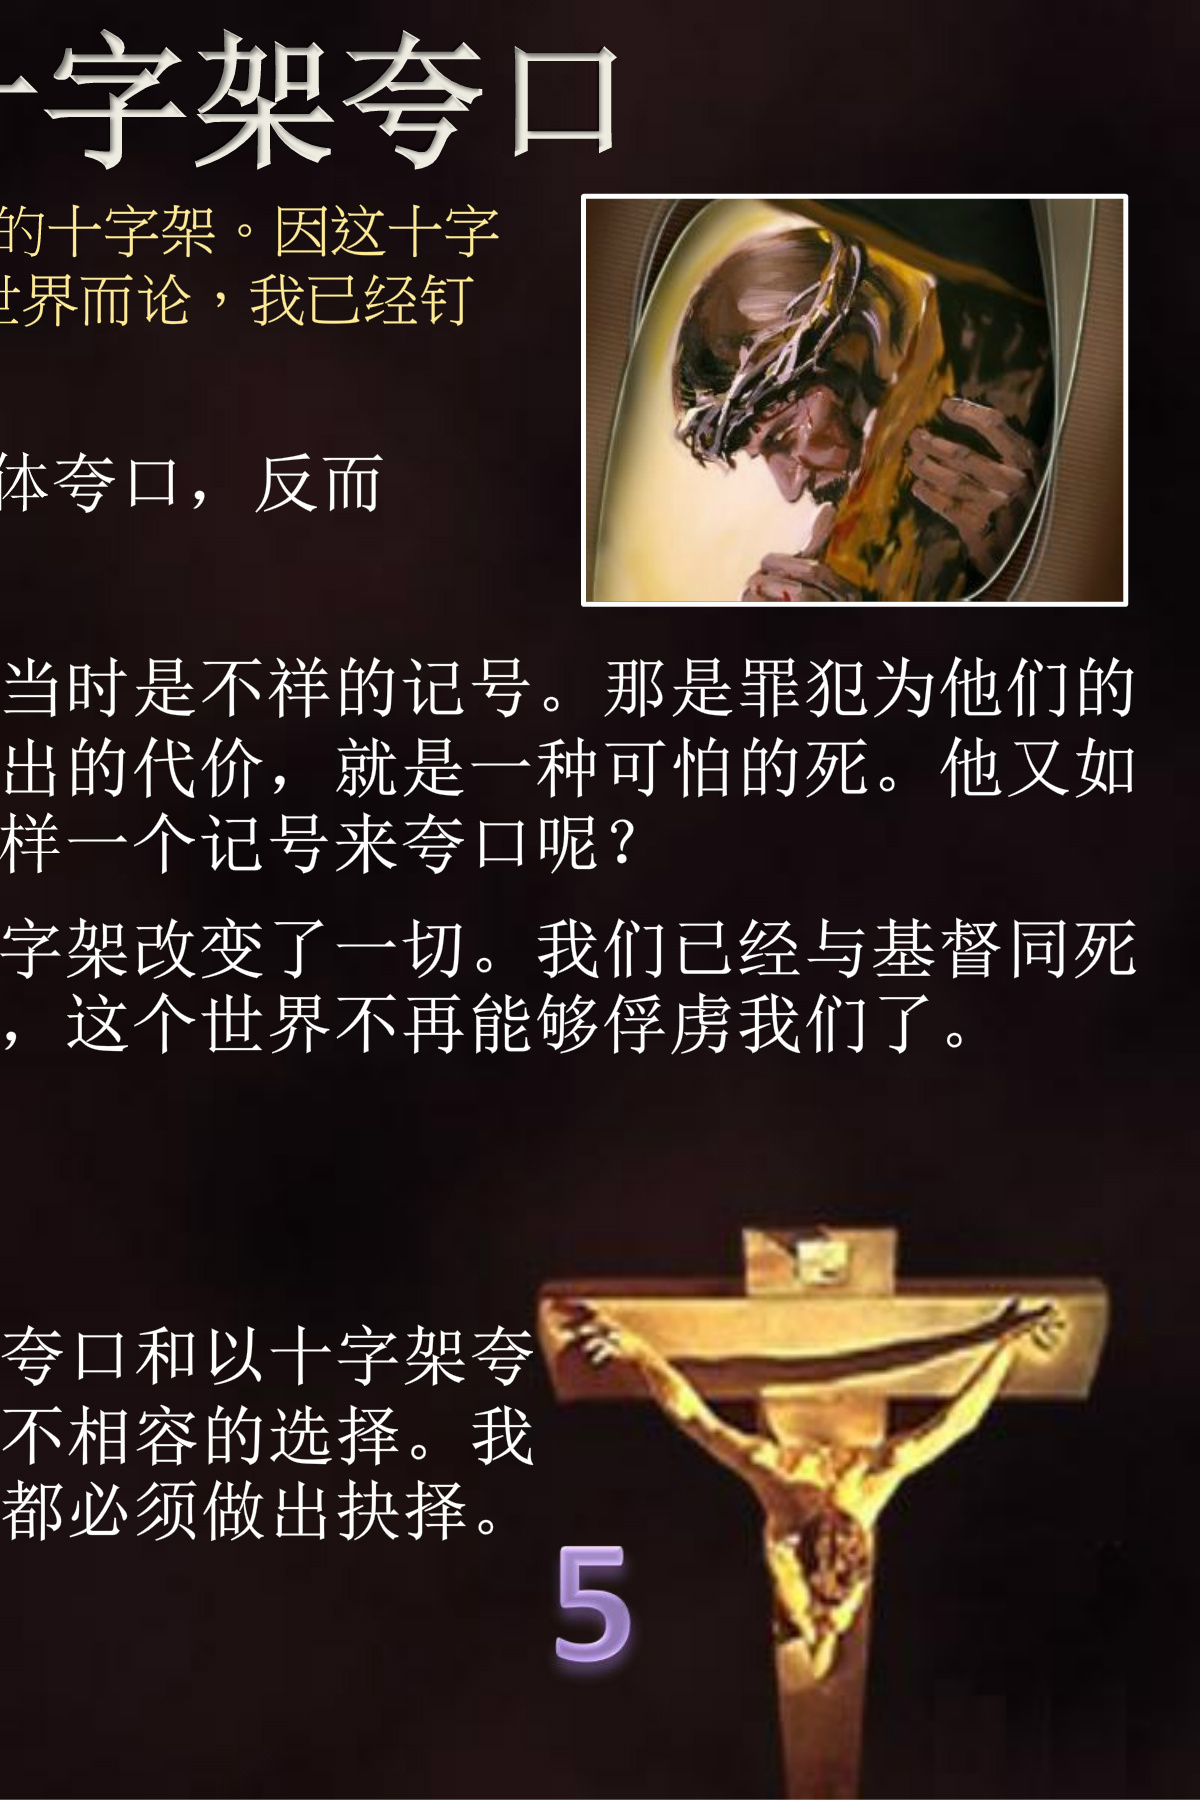 十字架夸口
的十字架。因这十字
世界而论，我已经钉
体夸口，反而
当时是不祥的记号。那是罪犯为他们的
出的代价，就是一种可怕的死。他又如
样一个记号来夸口呢？
字架改变了一切。我们已经与基督同死
，这个世界不再能够俘虏我们了。
夸口和以十字架夸
不相容的选择。我
都必须做出抉择。
5